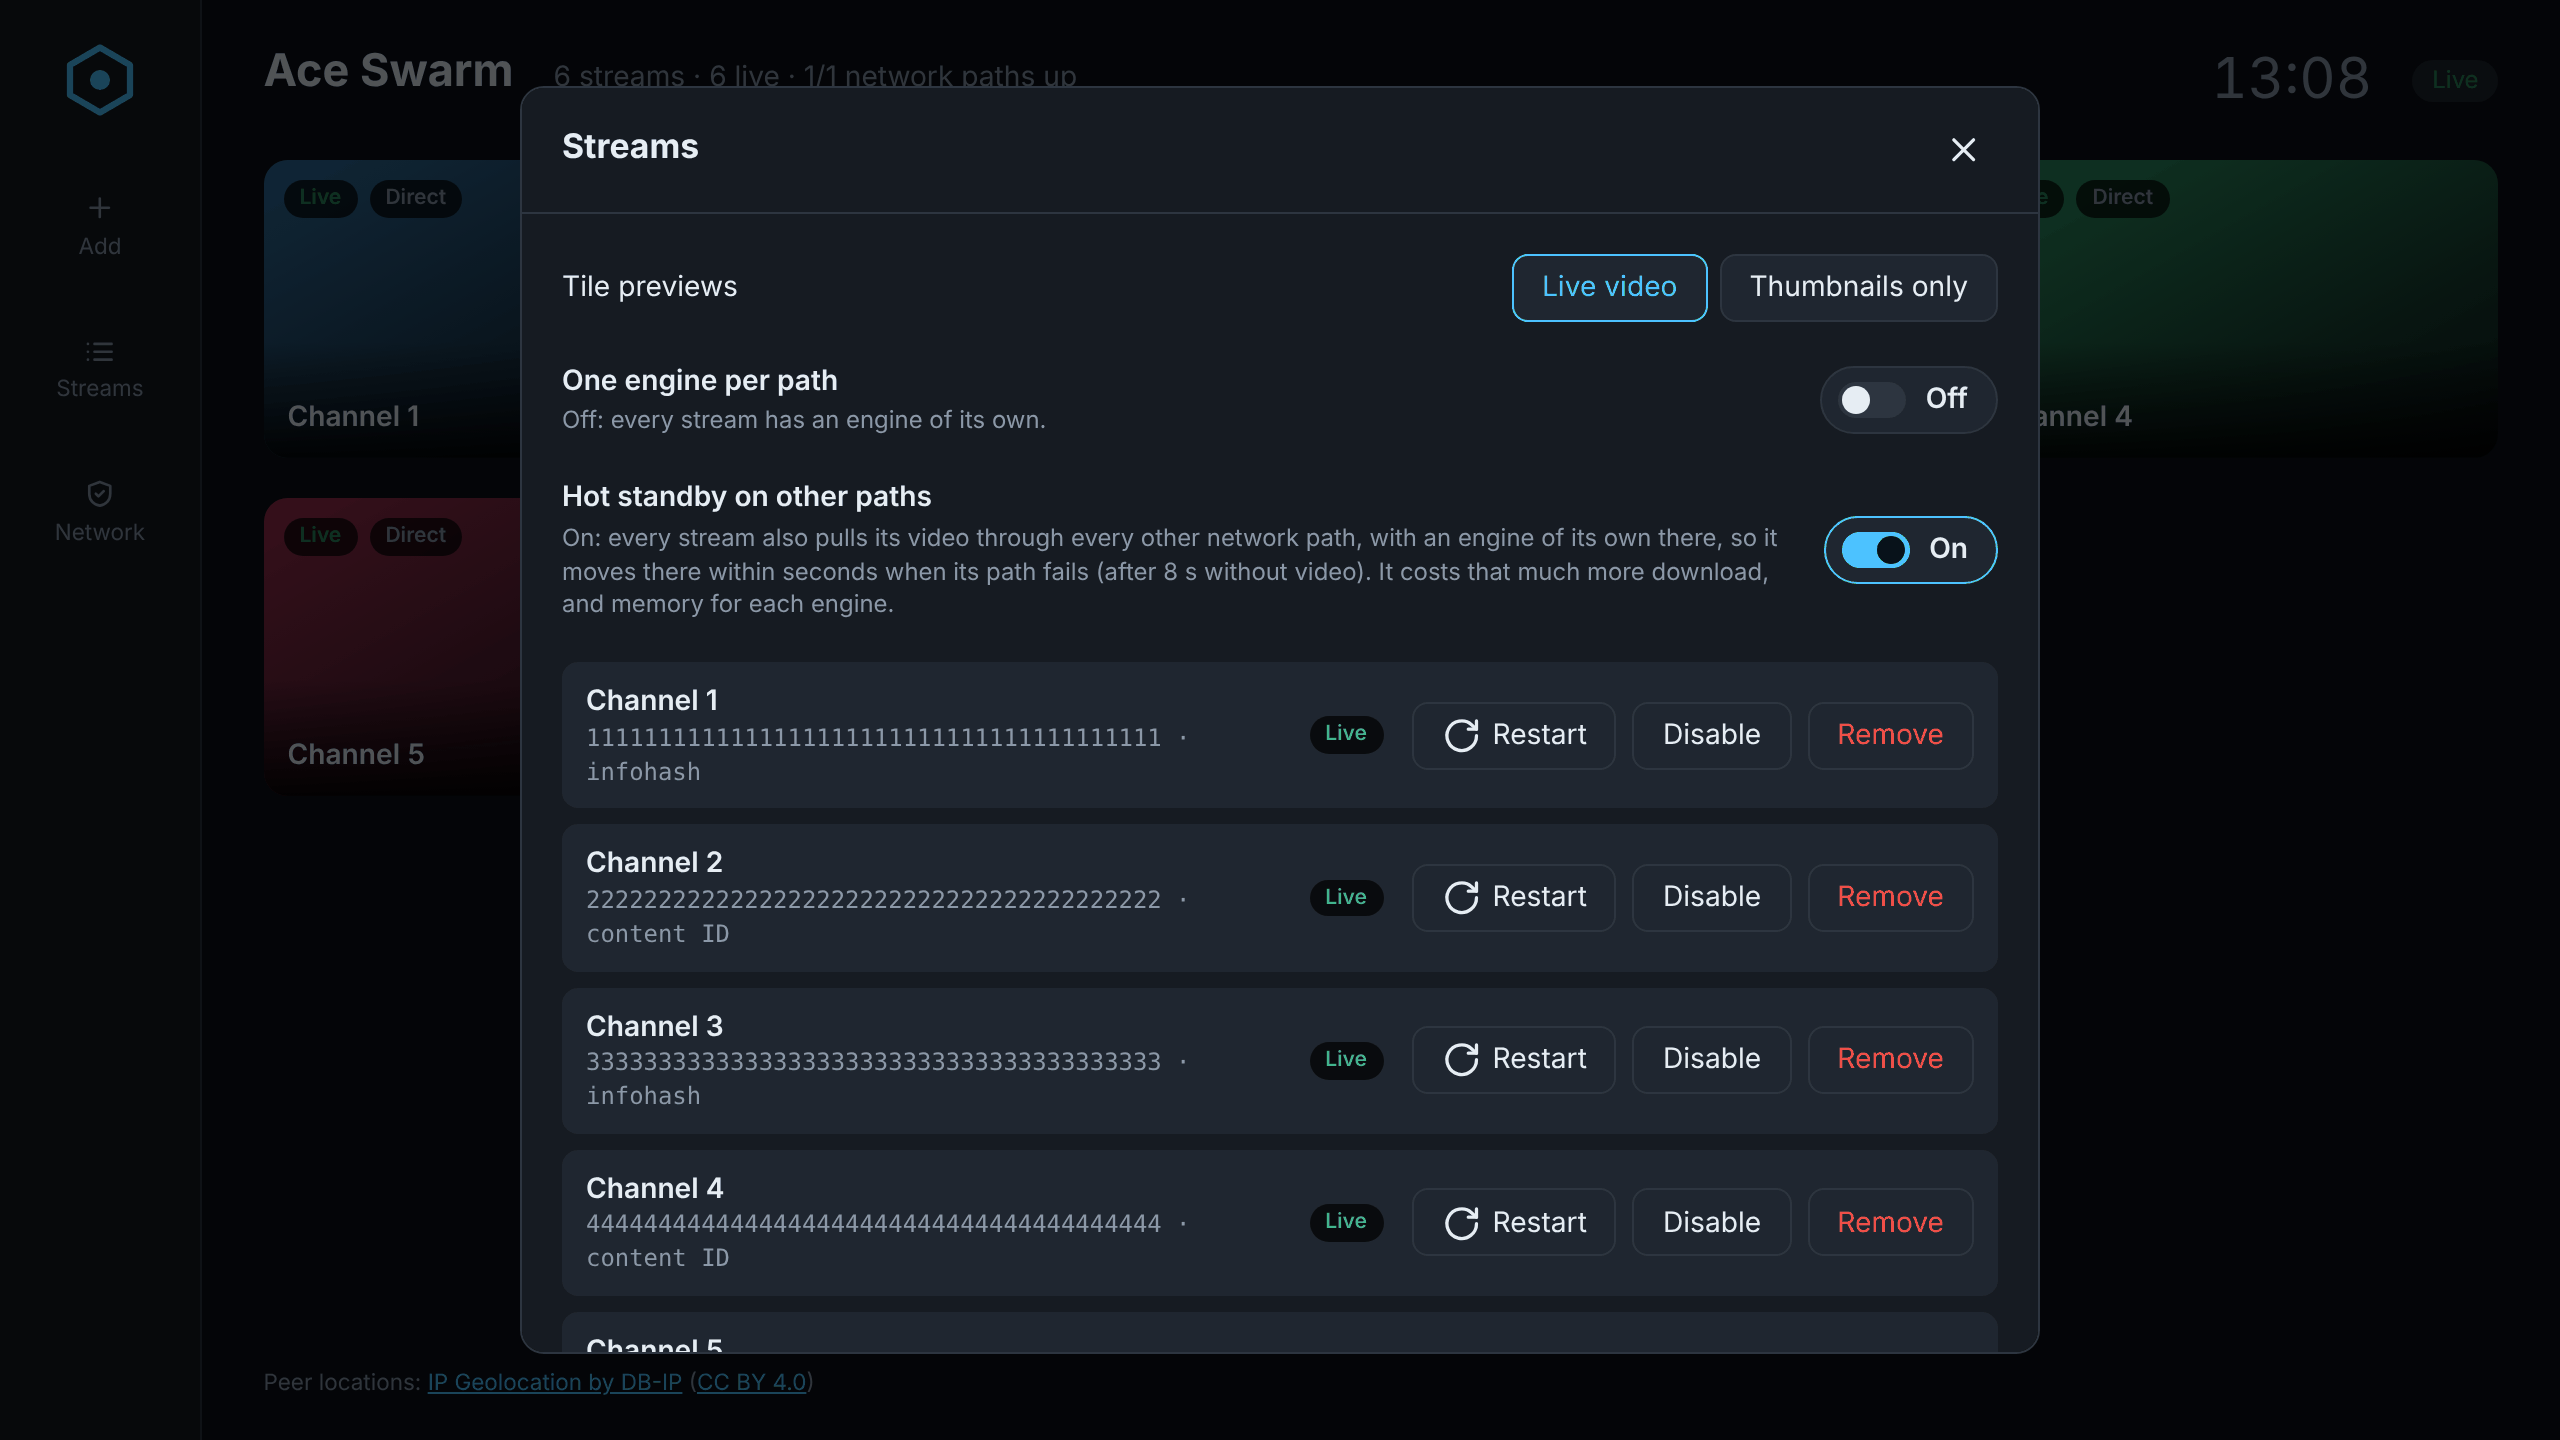 Ace Swarm
6 streams · 6 live · 1/1 network paths up
13:08
Live
Add
Streams
Network
Live
Direct
Channel 1
Direct
annel 4
Live
Direct
Channel 5
Streams
Tile previews
Live video
Thumbnails only
One engine per path
Off: every stream has an engine of its own.
Off
Hot standby on other paths
On: every stream also pulls its video through every other network path, with an engine of its own there, so it
moves there within seconds when its path fails (after 8 s without video). It costs that much more download,
and memory for each engine.
On
Channel 1
1111111111111111111111111111111111111111 ·
infohash
Live
Restart
Disable
Remove
Channel 2
2222222222222222222222222222222222222222 ·
content ID
Live
Restart
Disable
Remove
Channel 3
3333333333333333333333333333333333333333 ·
infohash
Live
Restart
Disable
Remove
Channel 4
4444444444444444444444444444444444444444 ·
content ID
Live
Restart
Disable
Remove
Channel 5
Peer locations: IP Geolocation by DB-IP (CC BY 4.0)